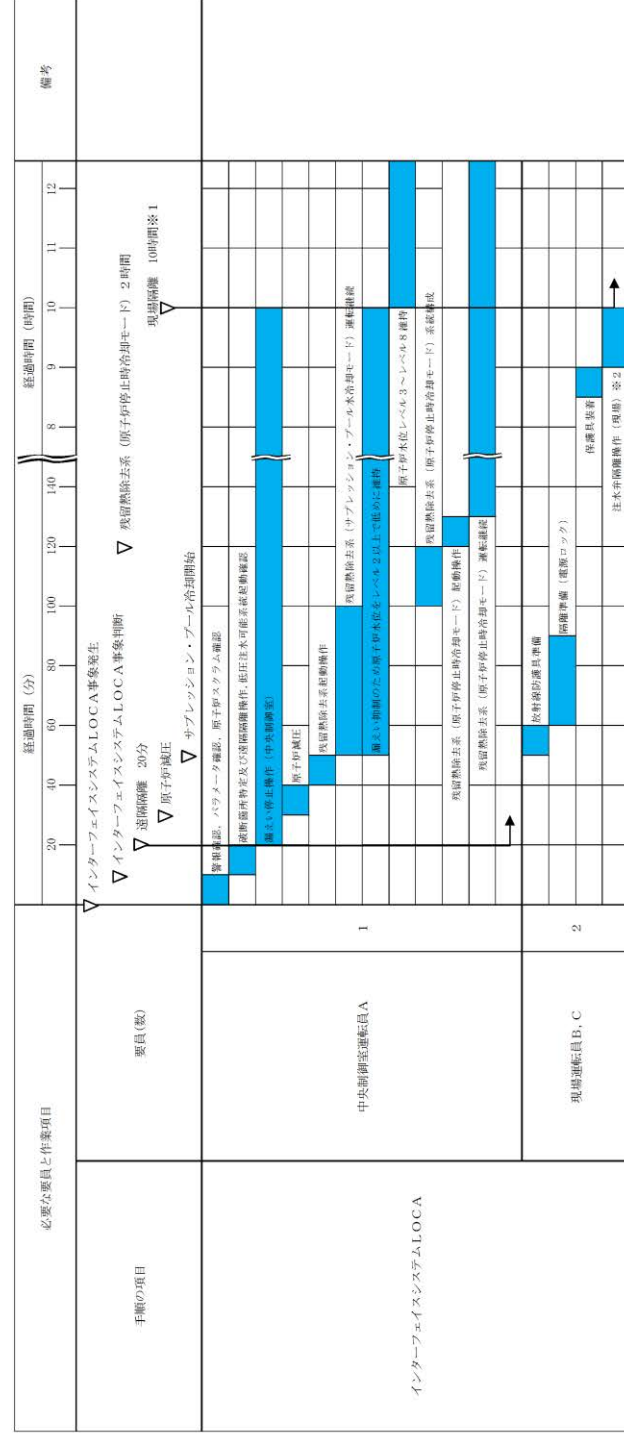 必要な要員と作業項目
経過時間（分）
経過時間（時間）
備考
手順の項目
要員(数)
20
40
60
80
100
120
140
8
9
10
11
12
インターフェイスシステムLOCA事象発生
インターフェイスシステムLOCA事象判断
遠隔隔離 20分
原子炉減圧
サプレッション・プール冷却開始
残留熱除去系（原子炉停止時冷却モード）2時間
現場隔離 10時間※1
インターフェイスシステムLOCA
中央制御室運転員A
1
警報確認，パラメータ確認，原子炉スクラム確認
破断箇所特定及び遠隔隔離操作，低圧注水可能系統起動確認
漏えい停止操作（中央制御室）
原子炉減圧
残留熱除去系起動操作
残留熱除去系（サプレッション・プール水冷却モード）運転継続
漏えい抑制のため原子炉水位をレベル2以上で低めに維持
原子炉水位レベル3～レベル8維持
残留熱除去系（原子炉停止時冷却モード）系統構成
残留熱除去系（原子炉停止時冷却モード）起動操作
残留熱除去系（原子炉停止時冷却モード）運転継続
現場運転員B，C
2
放射線防護具準備
隔離準備（電源ロック）
保護具装着
注水弁隔離操作（現場）※2